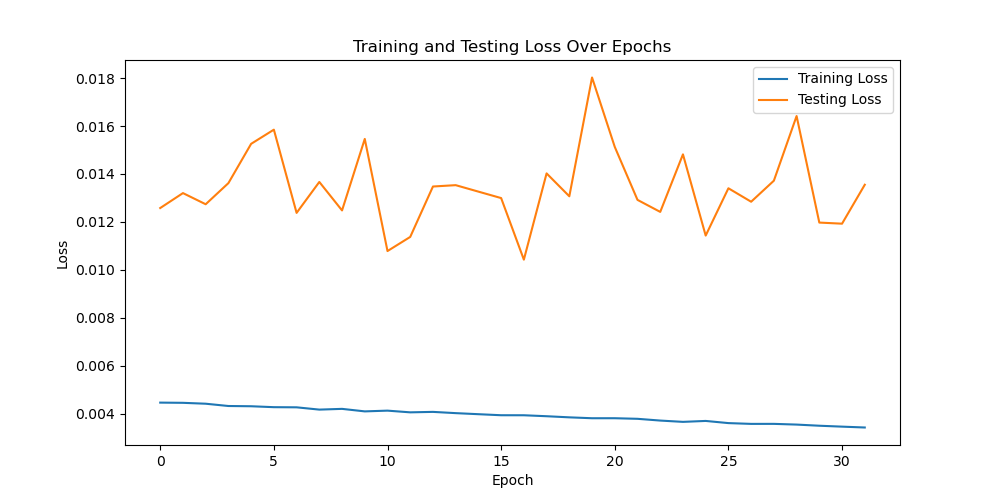 Training and Testing Loss Over Epochs
Training Loss
Testing Loss
0.018
0.016
0.014
0.012
0.010
0.008
0.006
0.004
Loss
0 5 10 15 20 25 30
Epoch